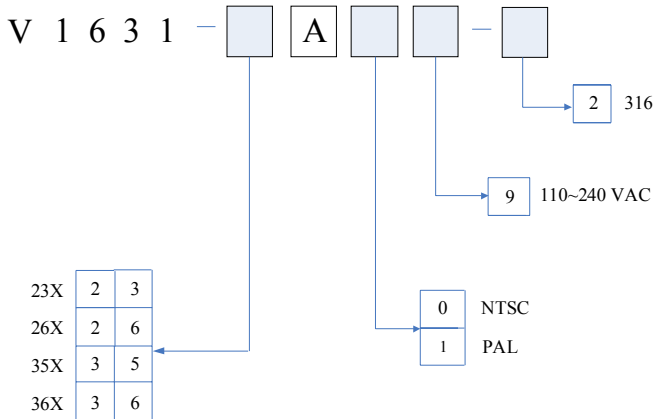 V 1 6 3 1 – A –
2 316
9 110~240 VAC
23X 2 3
26X 2 6
35X 3 5
36X 3 6
0 NTSC
1 PAL